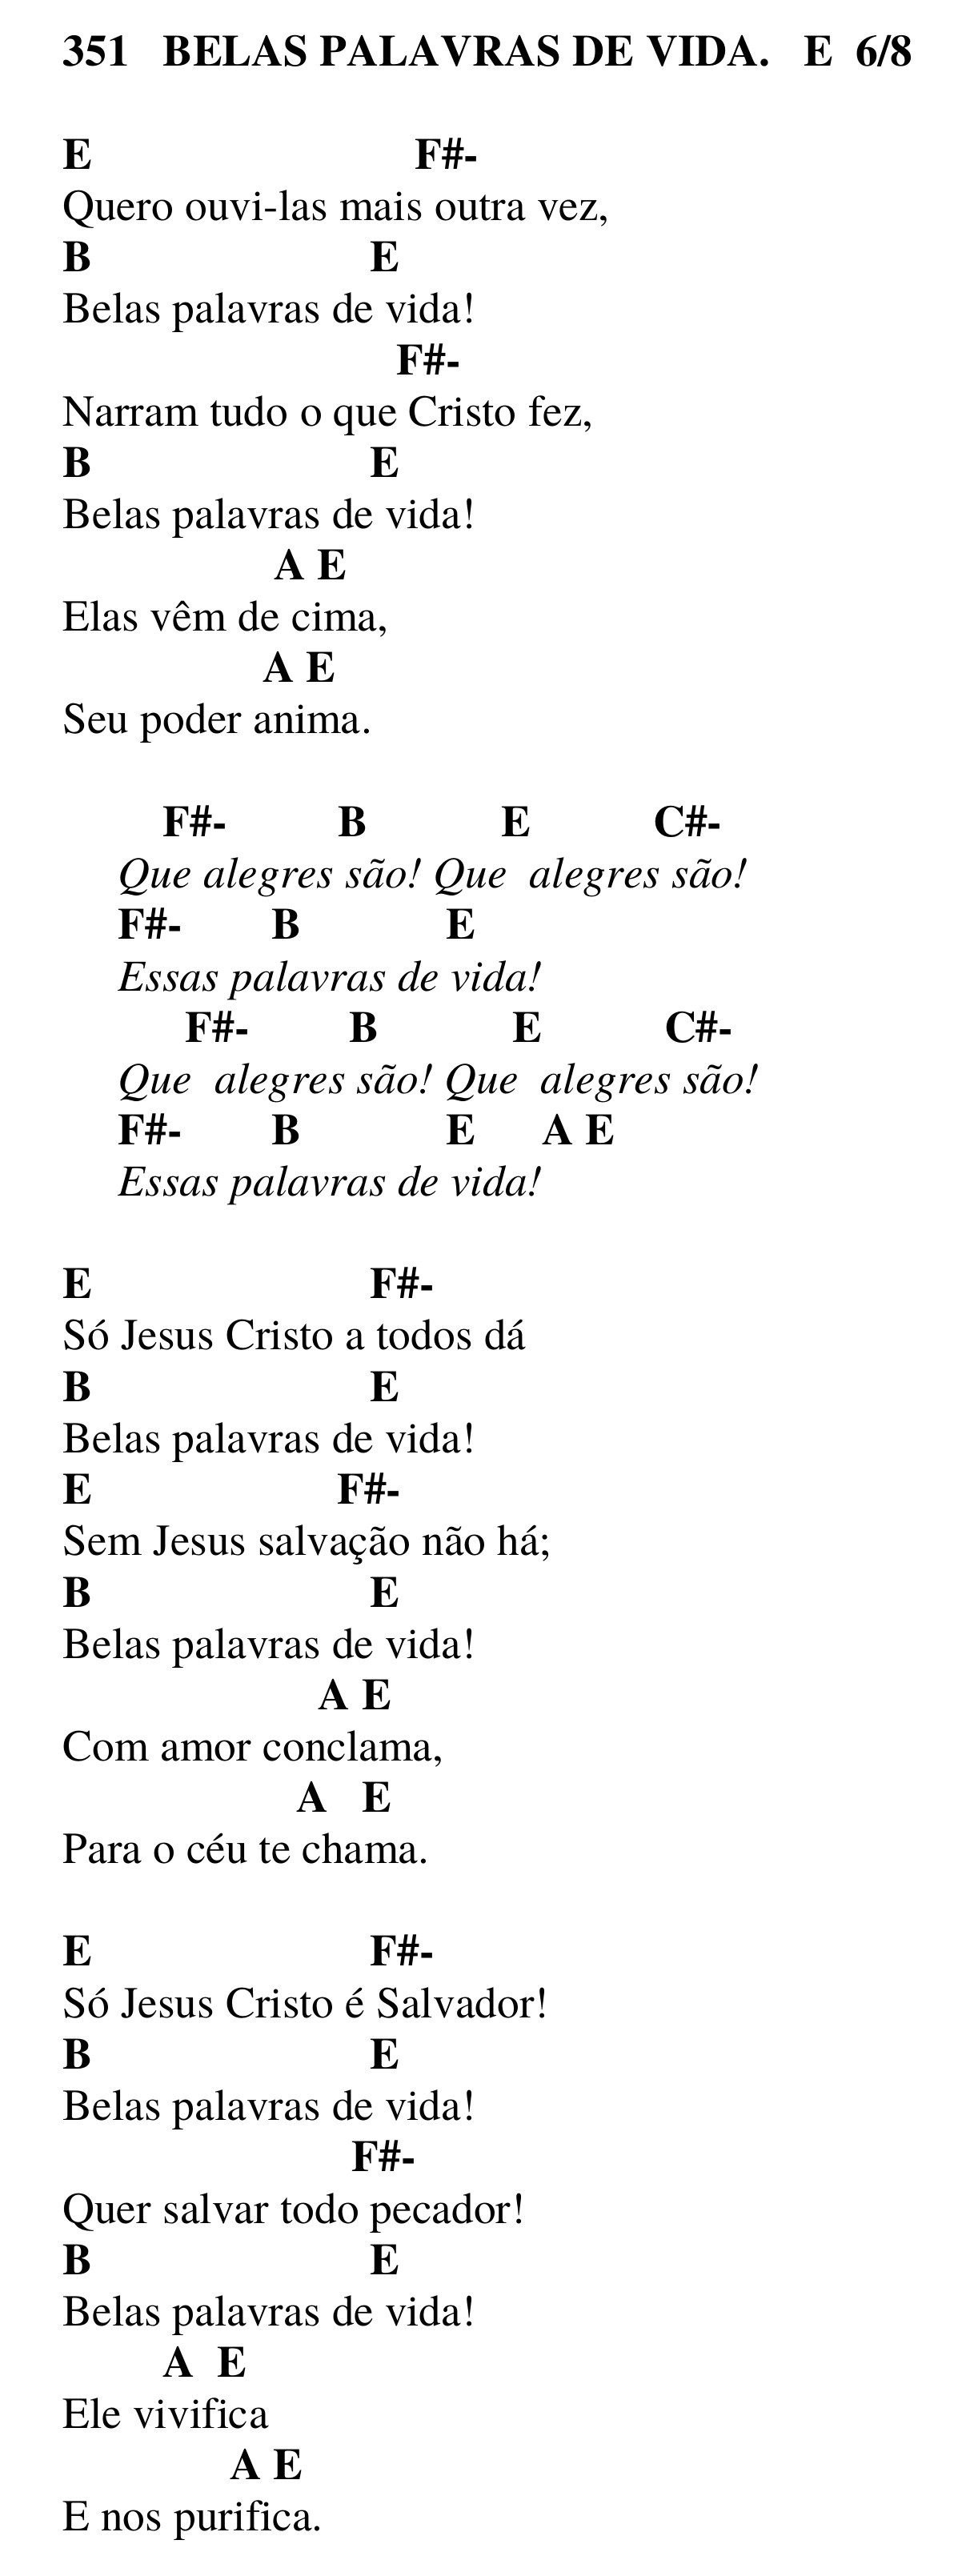 351   BELAS PALAVRAS DE VIDA.   E  6/8

E                             F#-
Quero ouvi-las mais outra vez,
B                         E
Belas palavras de vida!
                              F#-
Narram tudo o que Cristo fez,
B                         E
Belas palavras de vida!
                   A E
Elas vêm de cima,
                  A E
Seu poder anima.

         F#-          B            E           C#-
     Que alegres são! Que  alegres são!
     F#-        B             E
     Essas palavras de vida!
           F#-         B            E           C#-
     Que  alegres são! Que  alegres são!
     F#-        B             E      A E
     Essas palavras de vida!

E                         F#-
Só Jesus Cristo a todos dá
B                         E
Belas palavras de vida!
E                      F#-
Sem Jesus salvação não há;
B                         E
Belas palavras de vida!
                       A E
Com amor conclama,
                     A   E
Para o céu te chama.

E                         F#-
Só Jesus Cristo é Salvador!
B                         E
Belas palavras de vida!
                          F#-
Quer salvar todo pecador!
B                         E
Belas palavras de vida!
         A  E
Ele vivifica
               A E
E nos purifica.